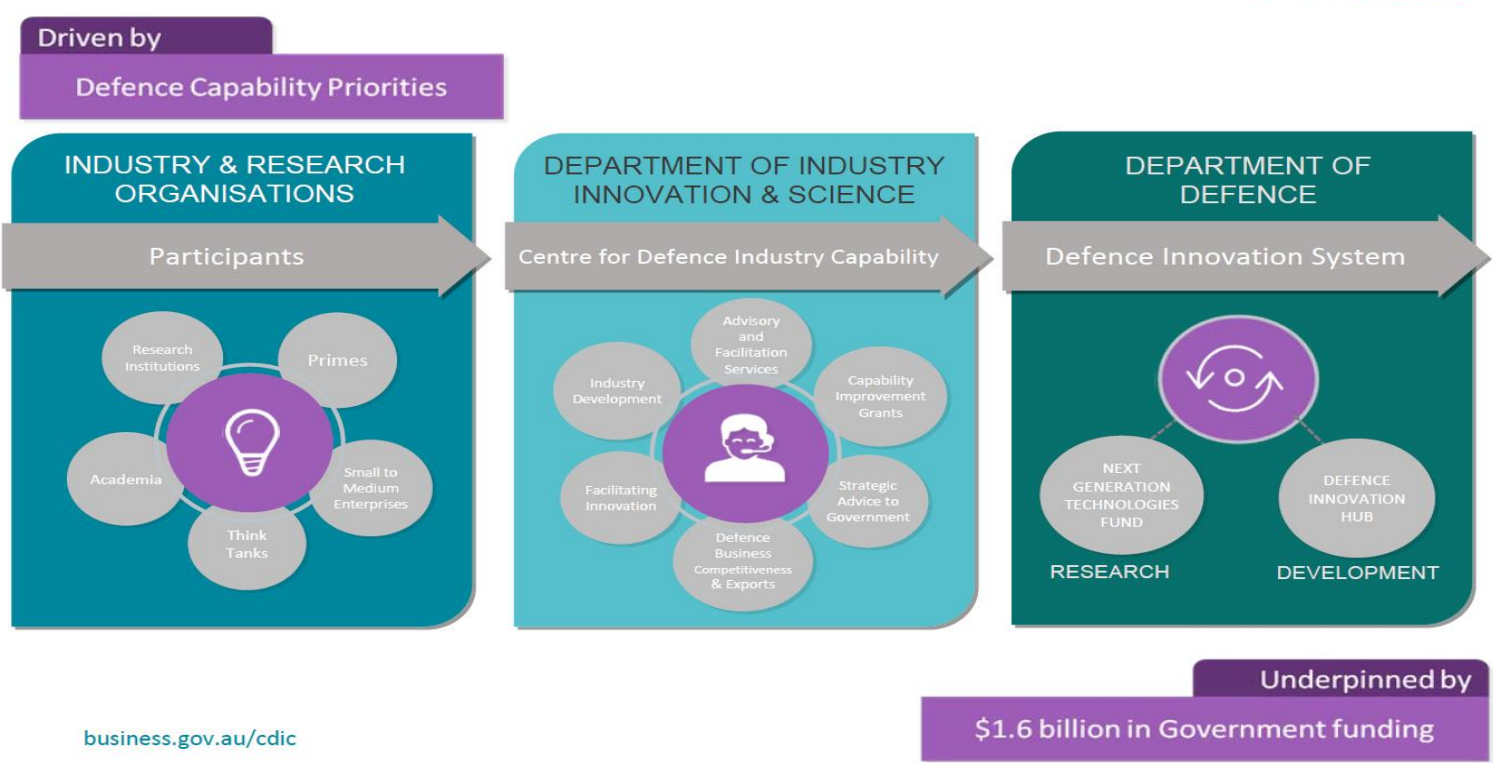 Driven by
Defence Capability Priorities
INDUSTRY & RESEARCH
ORGANISATIONS
Participants
Research
Institutions
Primes
Academia
Small to
Medium
Enterprises
Think
Tanks
DEPARTMENT OF INDUSTRY
INNOVATION & SCIENCE
Centre for Defence Industry Capability
Advisory
and
Facilitation
Services
Industry
Development
Capability
Improvement
Grants
Facilitating
Innovation
Strategic
Advice to
Government
Defence
Business
Competitiveness
& Exports
DEPARTMENT OF
DEFENCE
Defence Innovation System
NEXT
GENERATION
TECHNOLOGIES
FUND
DEFENCE
INNOVATION
HUB
RESEARCH
DEVELOPMENT
Underpinned by
$1.6 billion in Government funding
business.gov.au/cdic